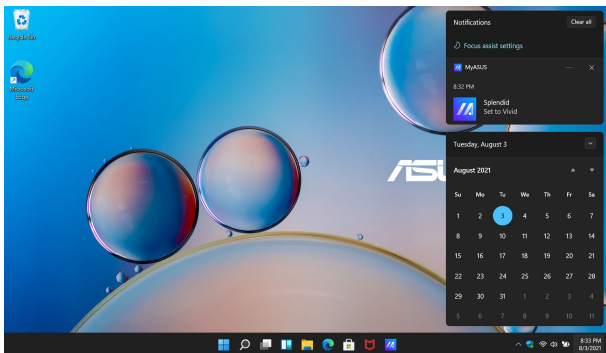 Recycle Bin
Microsoft
Edge
ASU
Notifications
Clear all
Focus assist settings
MyASUS
8:32 PM
Splendid
Set to Vivid
Tuesday, August 3
August 2021
Su Mo Tu We Th Fr Sa
1 2 3 4 5 6 7
8 9 10 11 12 13 14
15 16 17 18 19 20 21
22 23 24 25 26 27 28
29 30 31 1 2 3 4
5 6 7 8 9 10 11
8:33 PM
8/3/2021